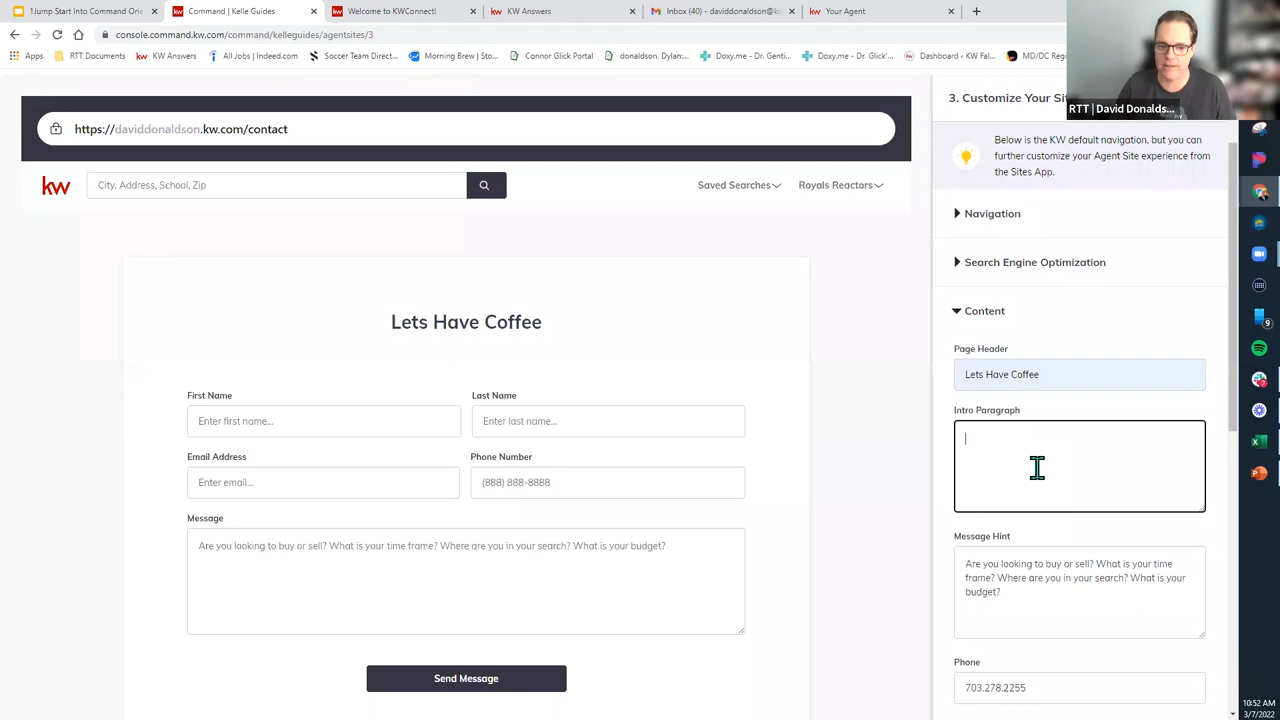 1Jump Start Into Command Orie
Command | Kelle Guides
Welcome to KWConnect!
KW Answers
Inbox (40) - daviddonaldson@k
Your Agent
console.command.kw.com/command/kelleguides/agentsites/3
Apps
RTT Documents
KW Answers
All Jobs | Indeed.com
Soccer Team Direct...
Morning Brew | Sto...
Connor Glick Portal
donaldson, Dylan:...
Doxy.me - Dr. Genti...
Doxy.me - Dr. Glick'...
Dashboard ‹ KW Fal...
MD/DC Regi
RTT | David Donalds...
3. Customize Your Sit
https://daviddonaldson.kw.com/contact
Below is the KW default navigation, but you can
further customize your Agent Site experience from
the Sites App.
kw
City, Address, School, Zip
Saved Searches
Royals Reactors
Navigation
Search Engine Optimization
Content
Lets Have Coffee
Page Header
Lets Have Coffee
First Name
Last Name
Enter first name...
Enter last name...
Intro Paragraph
Email Address
Phone Number
Enter email...
(888) 888-8888
Message
Are you looking to buy or sell? What is your time frame? Where are you in your search? What is your budget?
Message Hint
Are you looking to buy or sell? What is your time
frame? Where are you in your search? What is your
budget?
Phone
703.278.2255
Send Message
9
10:52 AM
3/7/2022